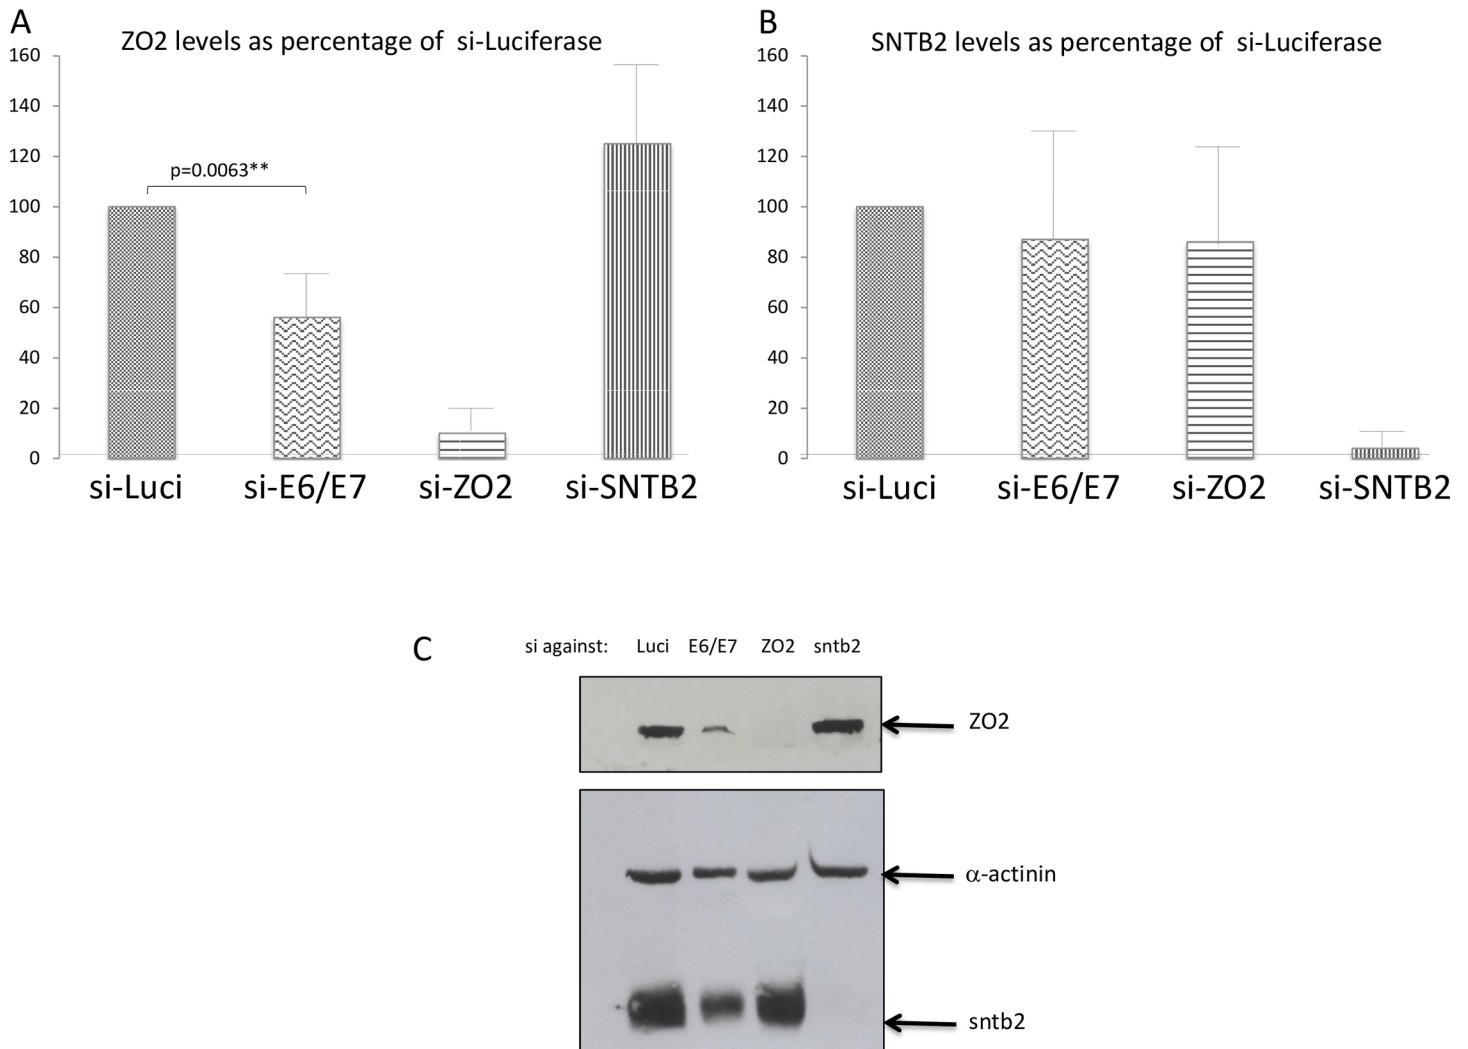 A
ZO2 levels as percentage of si-Luciferase
160
140
120
100
80
60
40
20
0
p=0.0063**
si-Luci si-E6/E7 si-ZO2 si-SNTB2
B
SNTB2 levels as percentage of si-Luciferase
160
140
120
100
80
60
40
20
0
si-Luci si-E6/E7 si-ZO2 si-SNTB2
C
si against: Luci E6/E7 ZO2 sntb2
ZO2
α-actinin
sntb2